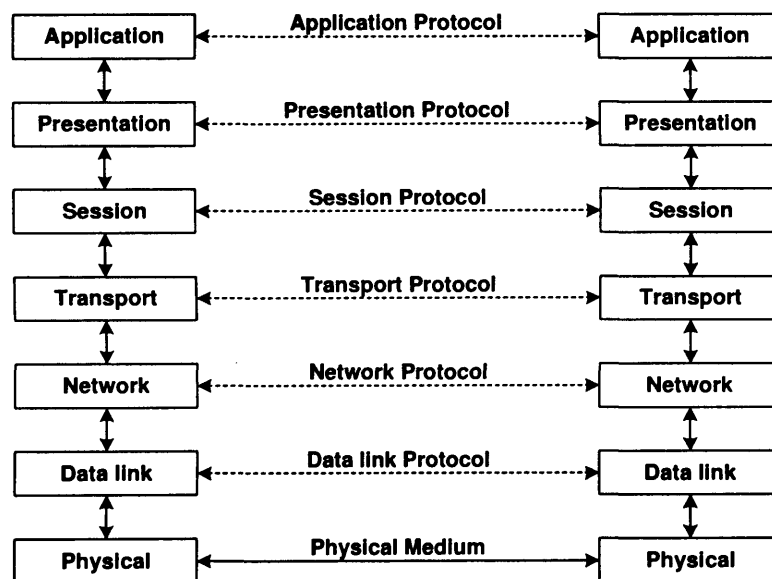 Application Application Protocol Application
Presentation Presentation Protocol Presentation
Session Session Protocol Session
Transport Transport Protocol Transport
Network Network Protocol Network
Data link Data link Protocol Data link
Physical Physical Medium Physical